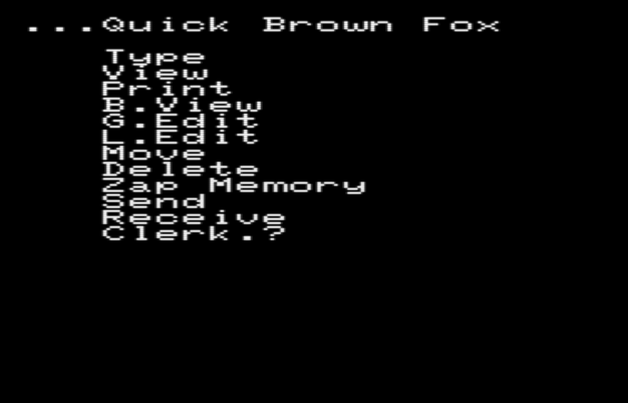 ...Quick Brown Fox
Type
View
Print
B.View
G.Edit
L.Edit
Move
Delete
Zap Memory
Send
Receive
Clerk.?